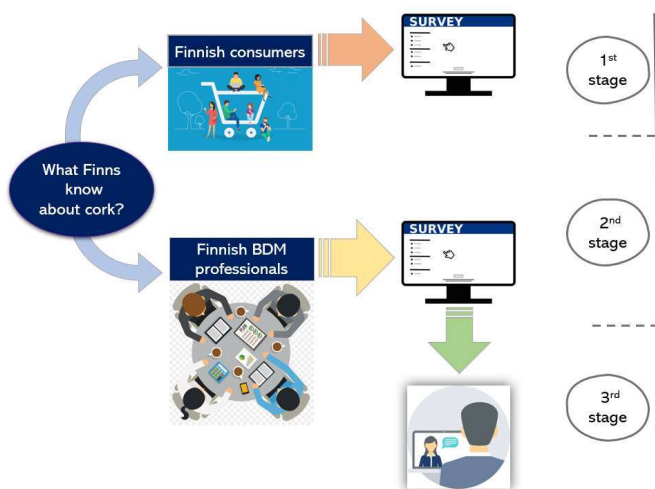 Finnish consumers
SURVEY
1st
stage
What Finns
know
about cork?
Finnish BDM
professionals
SURVEY
2nd
stage
3rd
stage